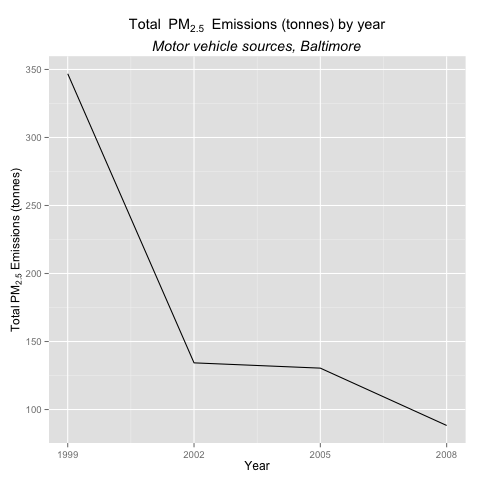 Total PM2.5 Emissions (tonnes) by year
Motor vehicle sources, Baltimore
Total PM2.5 Emissions (tonnes)
350
300
250
200
150
100
1999 2002 2005 2008
Year